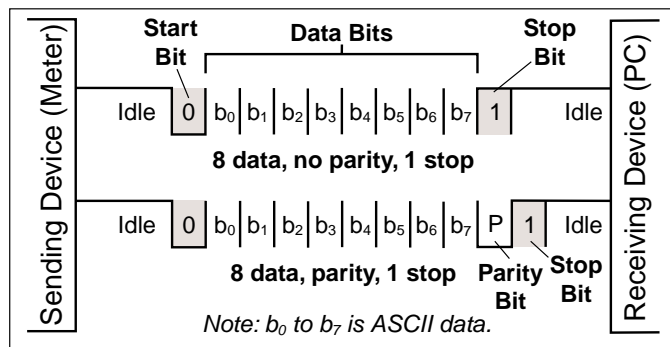 Sending Device (Meter)
Start Bit
Data Bits
Stop Bit
Idle 0 b₀ b₁ b₂ b₃ b₄ b₅ b₆ b₇ 1 Idle
8 data, no parity, 1 stop
Idle 0 b₀ b₁ b₂ b₃ b₄ b₅ b₆ b₇ P 1 Idle
8 data, parity, 1 stop
Parity Bit
Stop Bit
Note: b₀ to b₇ is ASCII data.
Receiving Device (PC)